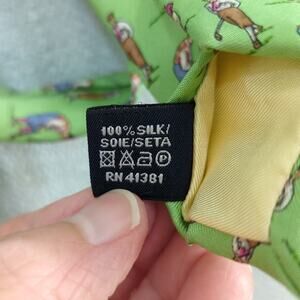 100% SILK/
SOIE/SETA
RN 41381